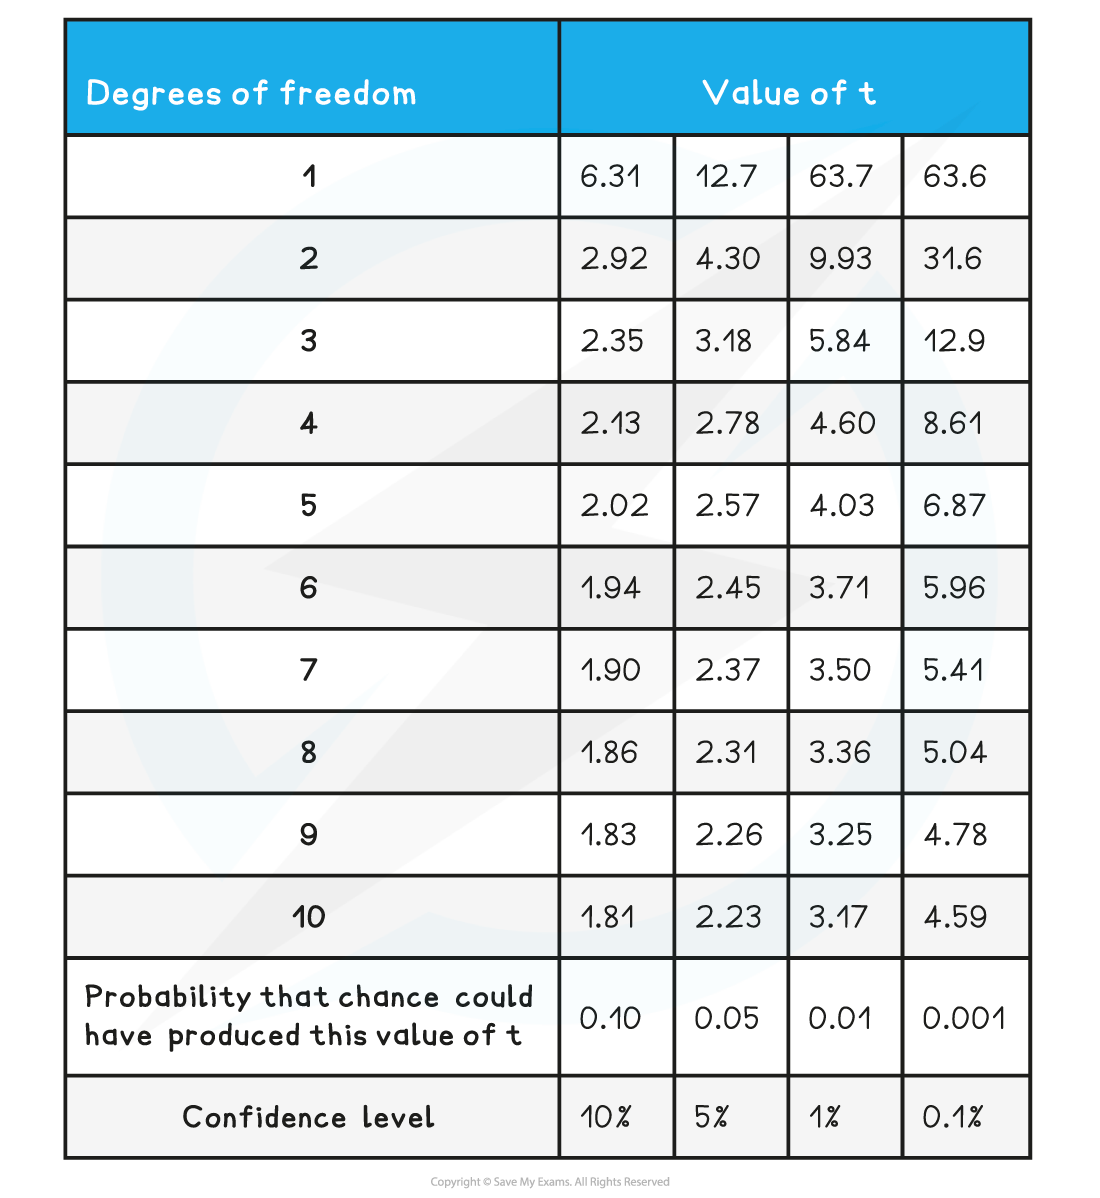 Degrees of freedom Value of t
1 6.31 12.7 63.7 63.6
2 2.92 4.30 9.93 31.6
3 2.35 3.18 5.84 12.9
4 2.13 2.78 4.60 8.61
5 2.02 2.57 4.03 6.87
6 1.94 2.45 3.71 5.96
7 1.90 2.37 3.50 5.41
8 1.86 2.31 3.36 5.04
9 1.83 2.26 3.25 4.78
10 1.81 2.23 3.17 4.59
Probability that chance could
have produced this value of t 0.10 0.05 0.01 0.001
Confidence level 10% 5% 1% 0.1%
Copyright © Save My Exams. All Rights Reserved